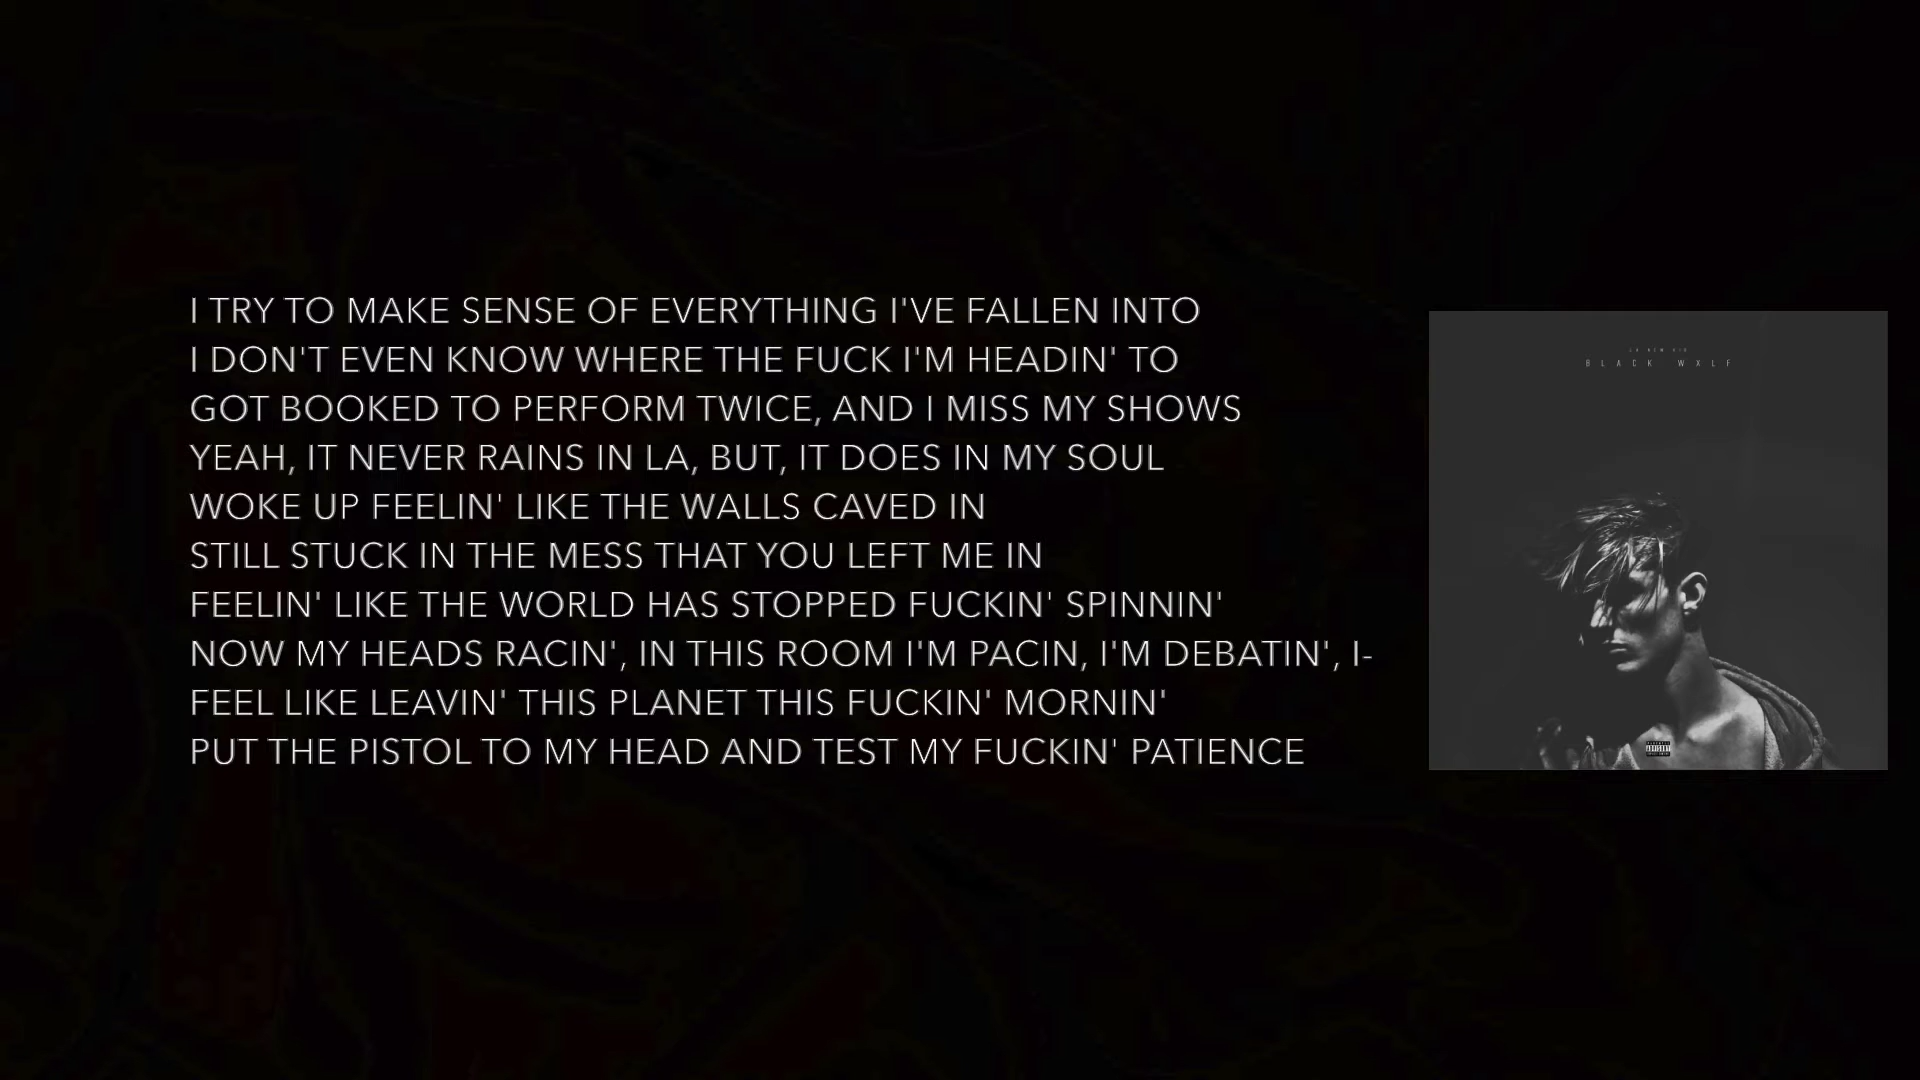 I TRY TO MAKE SENSE OF EVERYTHING I'VE FALLEN INTO
I DON'T EVEN KNOW WHERE THE FUCK I'M HEADIN' TO
GOT BOOKED TO PERFORM TWICE, AND I MISS MY SHOWS
YEAH, IT NEVER RAINS IN LA, BUT, IT DOES IN MY SOUL
WOKE UP FEELIN' LIKE THE WALLS CAVED IN
STILL STUCK IN THE MESS THAT YOU LEFT ME IN
FEELIN' LIKE THE WORLD HAS STOPPED FUCKIN' SPINNIN'
NOW MY HEADS RACIN', IN THIS ROOM I'M PACIN, I'M DEBATIN', I-
FEEL LIKE LEAVIN' THIS PLANET THIS FUCKIN' MORNIN'
PUT THE PISTOL TO MY HEAD AND TEST MY FUCKIN' PATIENCE
BLACK WXLF